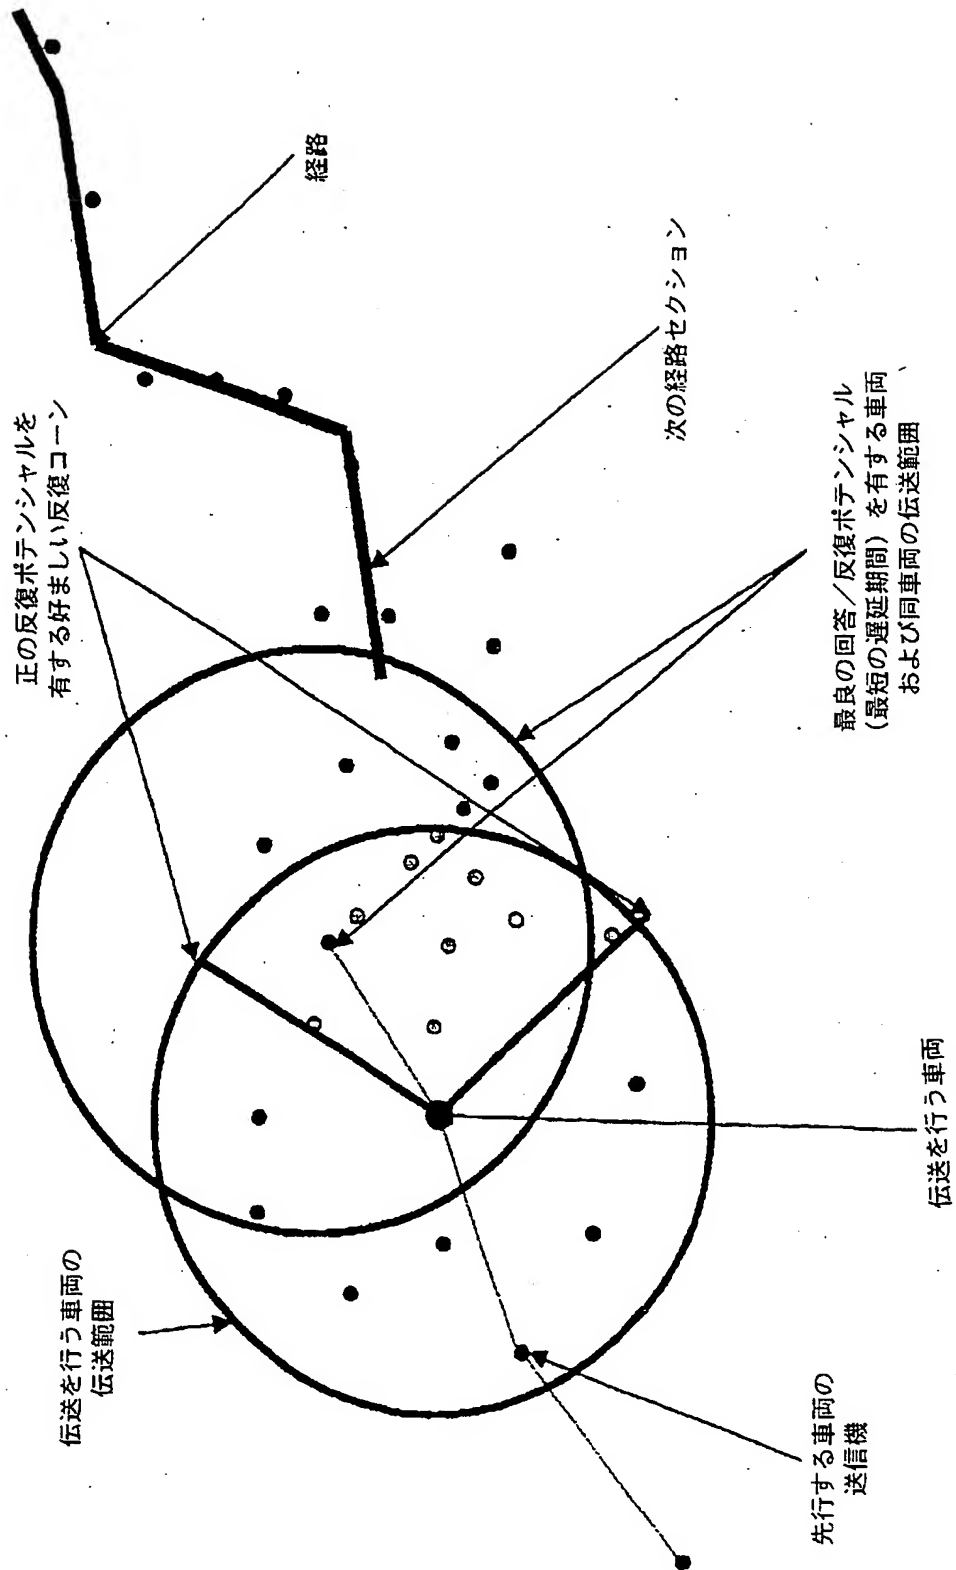 経路
次の経路セクション
正の反復ポテンシャルを
有する好ましい反復コーン
最良の回答／反復ポテンシャル
（最短の遅延期間）を有する車両
および同車両の伝送範囲
伝送を行う車両の
伝送範囲
伝送を行う車両
先行する車両の
送信機